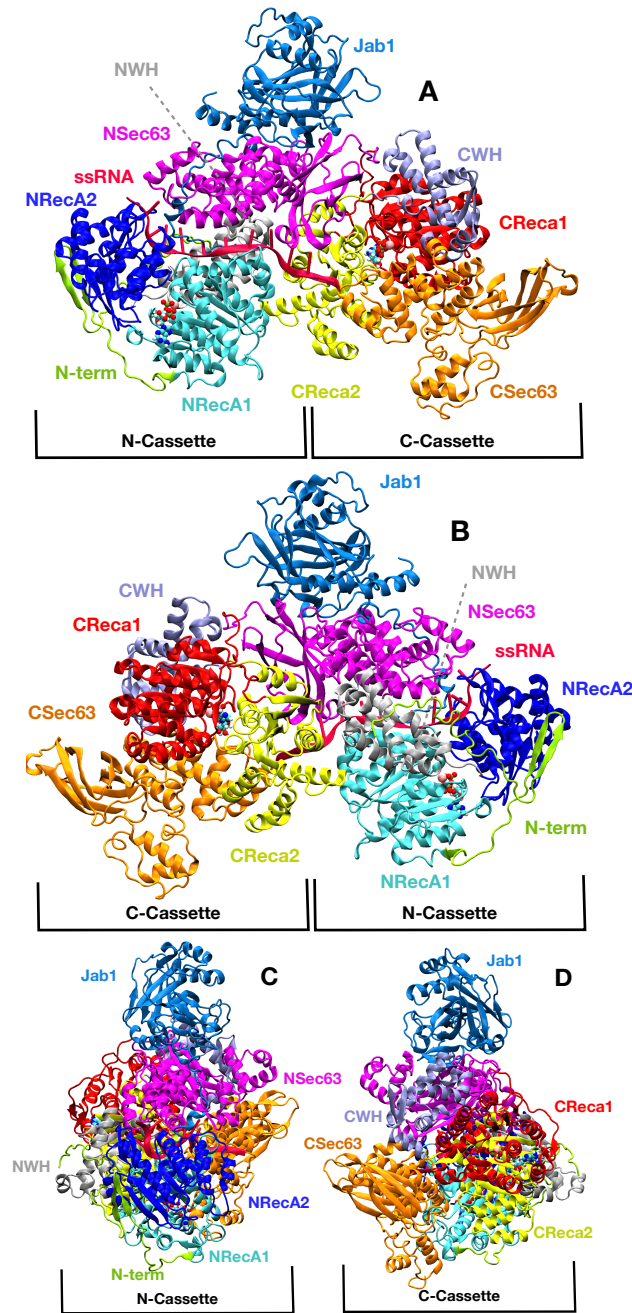 Jab1
NWH
A
NSec63
CWH
ssRNA
NRecA2
CReca1
N-term
NRecA1
CReca2
CSec63
N-Cassette
C-Cassette
Jab1
B
NWH
CWH
NSec63
CReca1
ssRNA
NRecA2
CSec63
N-term
CReca2
NRecA1
C-Cassette
N-Cassette
Jab1
C
NSec63
NWH
NRecA2
NRecA1
N-term
N-Cassette
Jab1
D
CReca1
CWH
CSec63
CReca2
C-Cassette